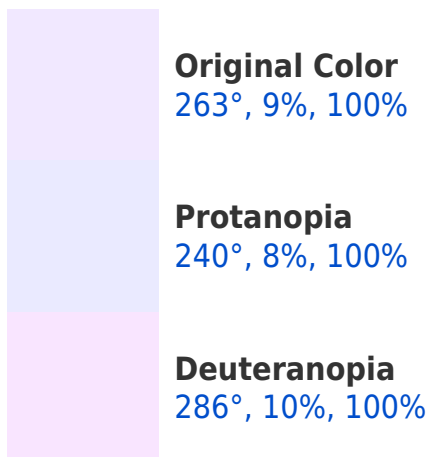 Original Color
263°, 9%, 100%
Protanopia
240°, 8%, 100%
Deuteranopia
286°, 10%, 100%